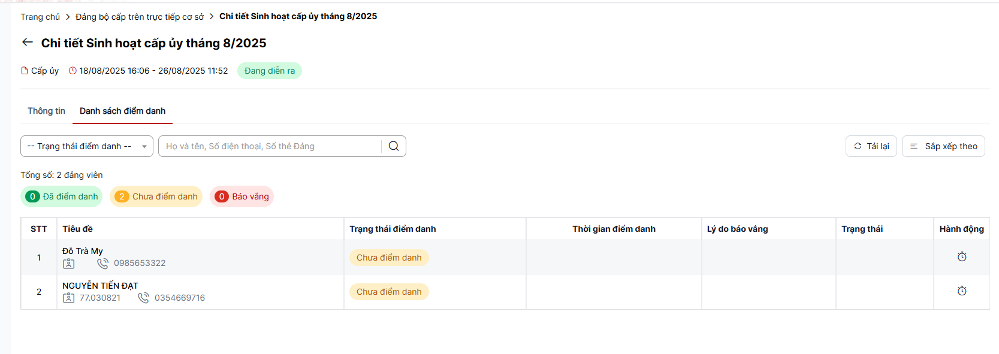 Trang chủ > Đảng bộ cấp trên trực tiếp cơ sở > Chi tiết Sinh hoạt cấp ủy tháng 8/2025
Chi tiết Sinh hoạt cấp ủy tháng 8/2025
Cấp ủy 18/08/2025 16:06 - 26/08/2025 11:52 Đang diễn ra
Thông tin Danh sách điểm danh
-- Trạng thái điểm danh -- Họ và tên, Số điện thoại, Số thẻ Đảng Tải lại Sắp xếp theo
Tổng số: 2 đảng viên
0 Đã điểm danh 2 Chưa điểm danh 0 Báo vắng
STT Tiêu đề Trạng thái điểm danh Thời gian điểm danh Lý do báo vắng Trạng thái Hành động
1 Đỗ Trà My Chưa điểm danh
0985653322
2 NGUYỄN TIẾN ĐẠT Chưa điểm danh
77.030821 0354669716